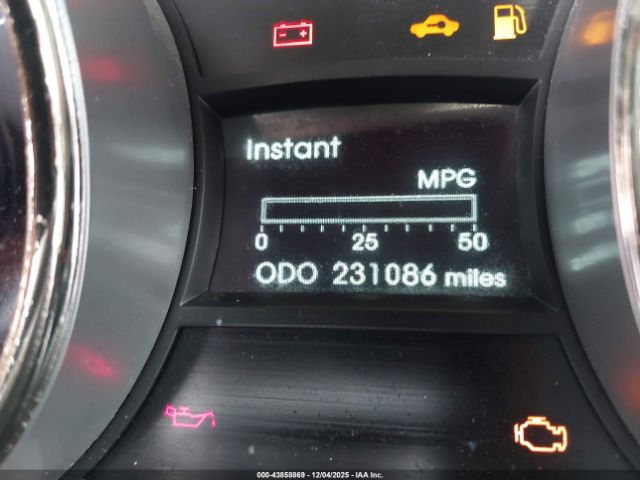 Instant
MPG
0 25 50
ODO 231086 miles
000-43858869 - 12/04/2025 - IAA Inc.